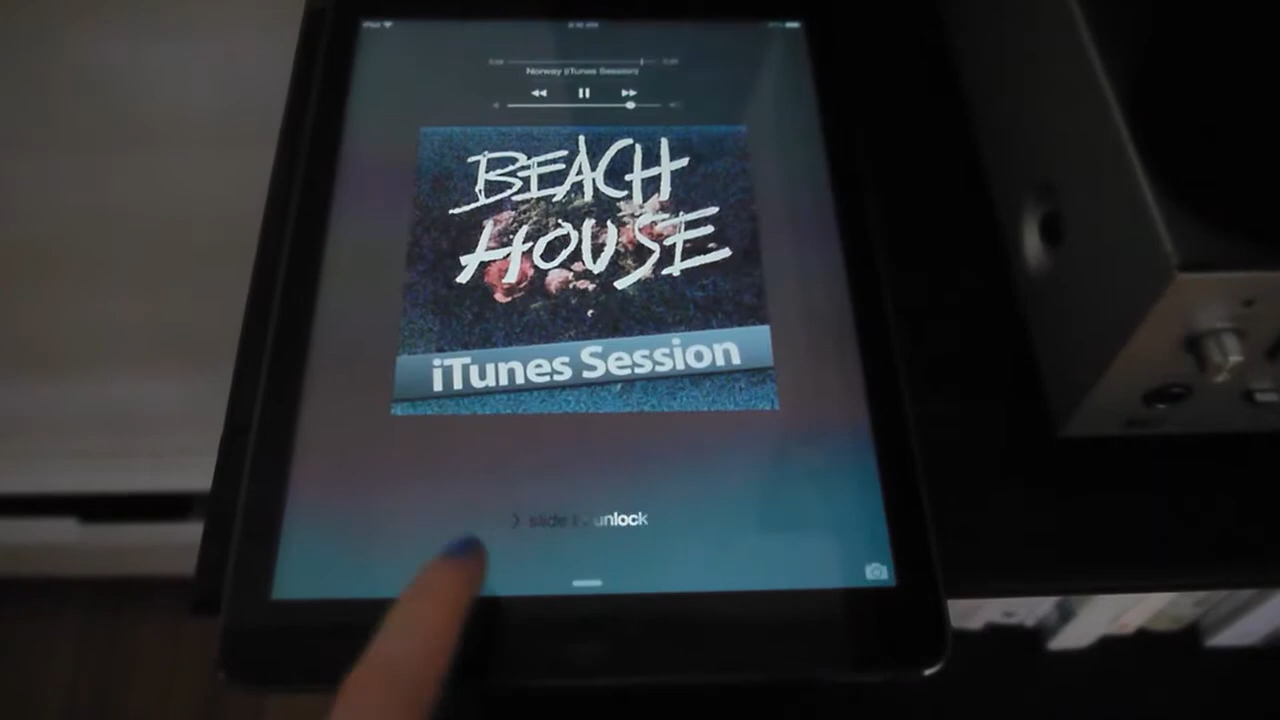 Norway (iTunes Session)
BEACH
HOUSE
iTunes Session
slide to unlock